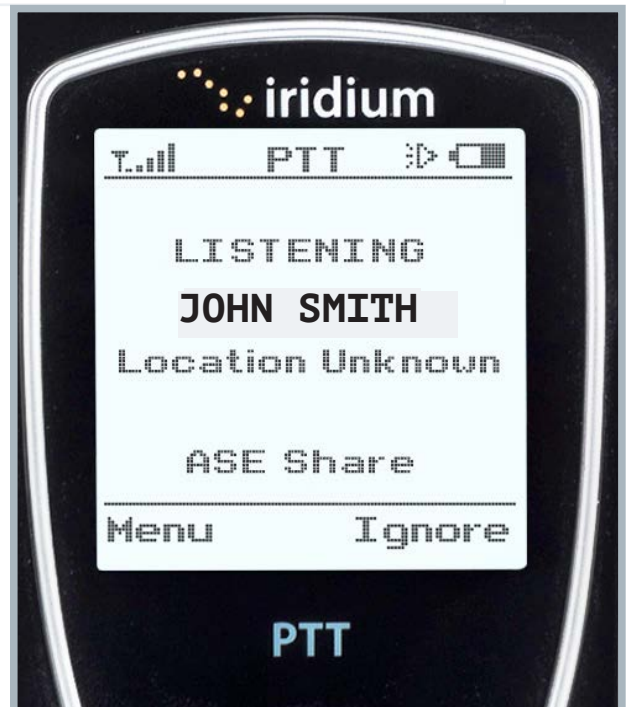 iridium
PTT
LISTENING
JOHN SMITH
Location Unknown
ASE Share
Menu Ignore
PTT